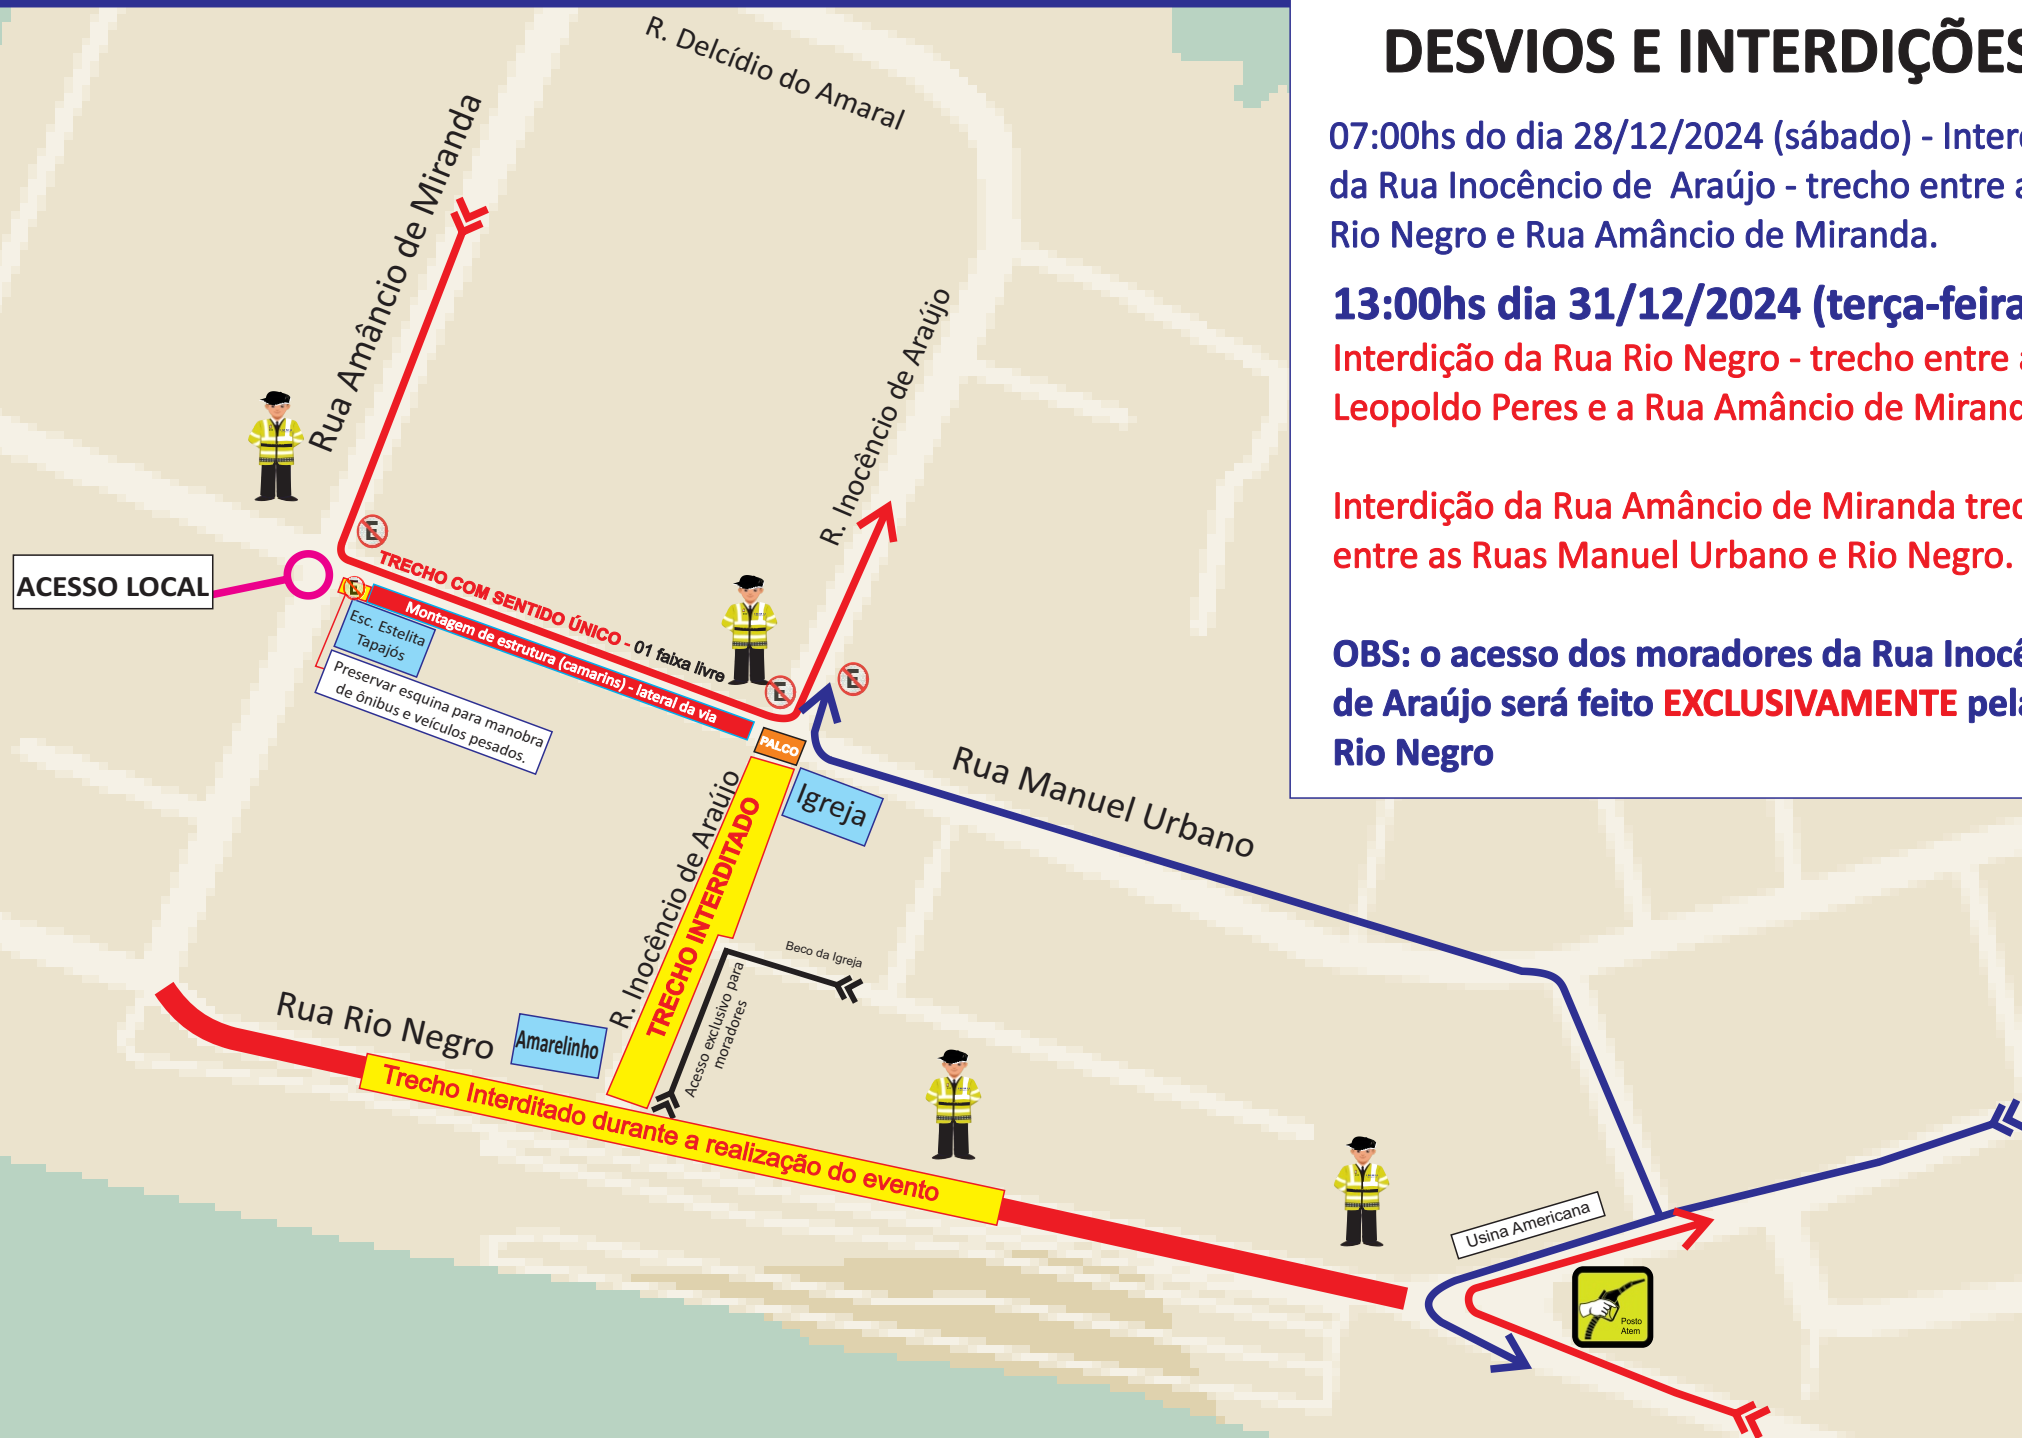 R. Delcídio do Amaral
DESVIOS E INTERDIÇÕES
07:00hs do dia 28/12/2024 (sábado) -
da Rua Inocêncio de Araújo - trecho entre
Rio Negro e Rua Amâncio de Miranda.
13:00hs dia 31/12/2024 (terça-feira
Interdição da Rua Rio Negro - trecho entre
Leopoldo Peres e a Rua Amâncio de
Interdição da Rua Amâncio de Miranda
entre as Ruas Manuel Urbano e Rio Negro.
OBS: o acesso dos moradores da Rua
de Araújo será feito EXCLUSIVAMENTE
Rio Negro
Rua Amâncio de Miranda
R. Inocêncio de Araújo
E
ACESSO LOCAL
TRECHO COM SENTIDO ÚNICO - 01 faixa livre
E
Montagem de estrutura (camarins) - lateral da via
Esc. Estelita
Tapajós
Preservar esquina para manobra
de ônibus e veículos pesados.
E
E
PALCO
Igreja
Rua Manuel Urbano
R. Inocêncio de Araújo
TRECHO INTERDITADO
Beco da Igreja
Acesso exclusivo para
moradores
Rua Rio Negro
Amarelinho
Trecho Interditado durante a realização do evento
Usina Americana
Posto
Atem